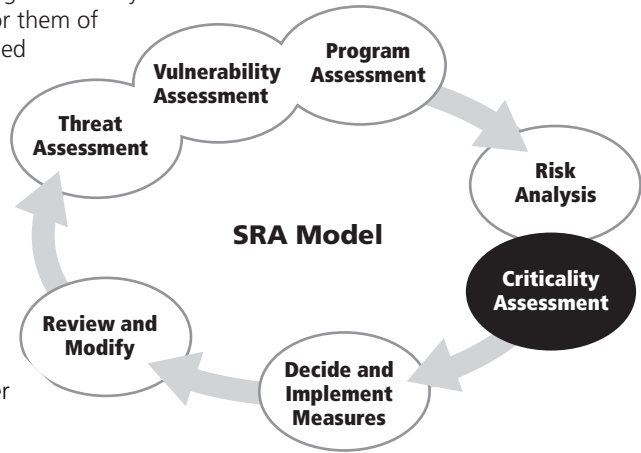 or them of
ed
Program
Assessment
Vulnerability
Assessment
Threat
Assessment
Risk
Analysis
SRA Model
Criticality
Assessment
Review and
Modify
Decide and
Implement
Measures
er